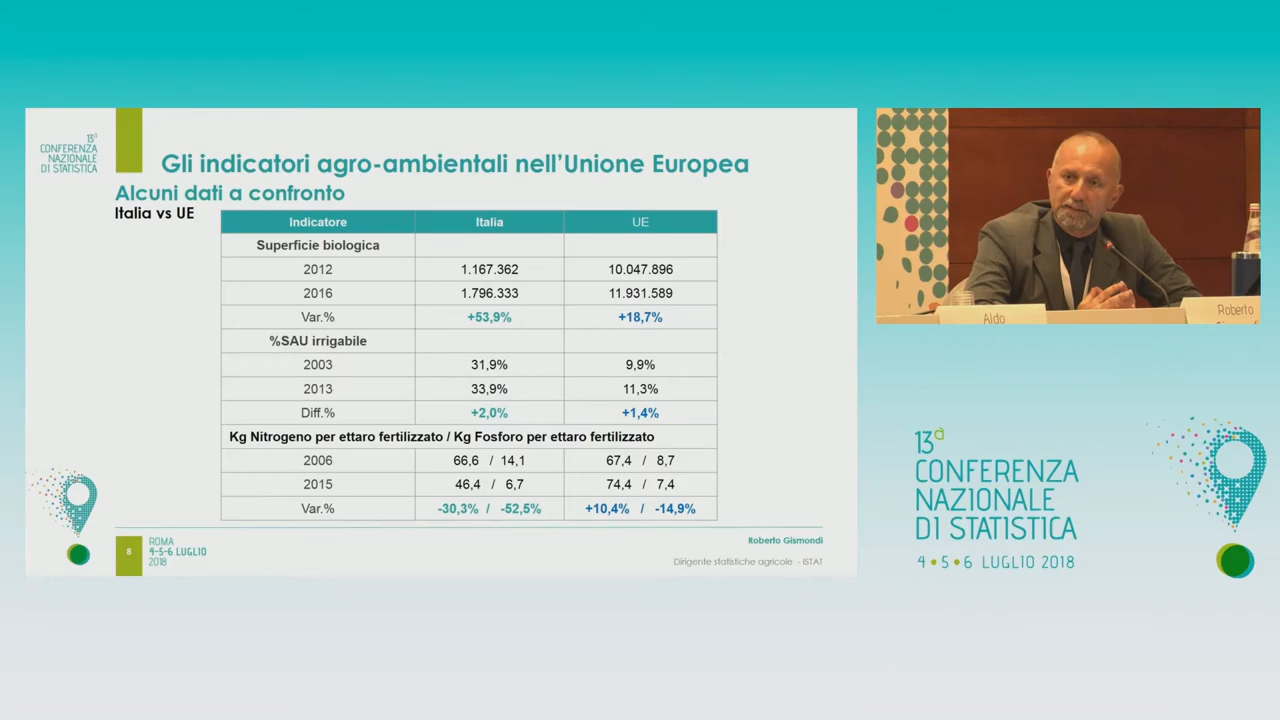 13ª
CONFERENZA
NAZIONALE
DI STATISTICA
Gli indicatori agro-ambientali nell'Unione Europea
Alcuni dati a confronto
Italia vs UE
Indicatore Italia UE
Superficie biologica
2012 1.167.362 10.047.896
2016 1.796.333 11.931.589
Var.% +53,9% +18,7%
%SAU irrigabile
2003 31,9% 9,9%
2013 33,9% 11,3%
Diff.% +2,0% +1,4%
Kg Nitrogeno per ettaro fertilizzato / Kg Fosforo per ettaro fertilizzato
2006 66,6 / 14,1 67,4 / 8,7
2015 46,4 / 6,7 74,4 / 7,4
Var.% -30,3% / -52,5% +10,4% / -14,9%
8
ROMA
4-5-6 LUGLIO
2018
Roberto Gismondi
Dirigente statistiche agricole - ISTAT
Aldo
Roberto
13ª
CONFERENZA
NAZIONALE
DI STATISTICA
4 • 5 • 6 LUGLIO 2018